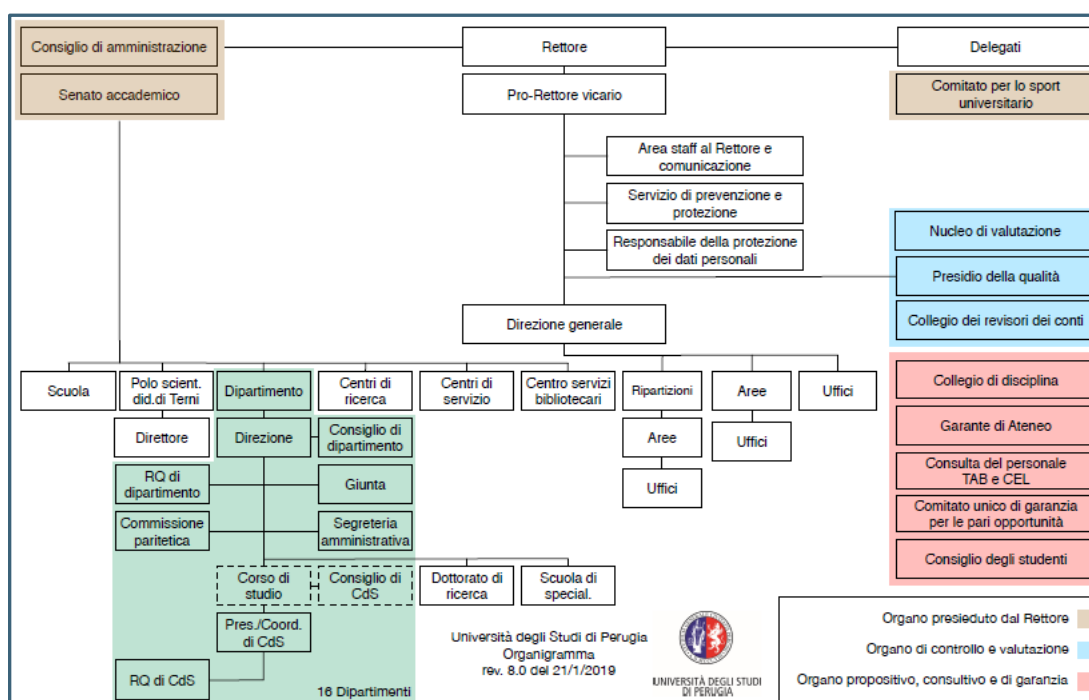 Consiglio di amministrazione
Rettore
Delegati
Senato accademico
Pro-Rettore vicario
Comitato per lo sport
universitario
Area staff al Rettore e
comunicazione
Servizio di prevenzione e
protezione
Responsabile della protezione
dei dati personali
Nucleo di valutazione
Presidio della qualità
Collegio dei revisori dei conti
Direzione generale
Scuola
Polo scient.
did.di Terni
Dipartimento
Centri di
ricerca
Centri di
servizio
Centro servizi
bibliotecari
Ripartizioni
Aree
Uffici
Direttore
Direzione
Consiglio di
dipartimento
Aree
Uffici
Uffici
RQ di
dipartimento
Giunta
Commissione
paritetica
Segreteria
amministrativa
Corso di
studio
Consiglio di
CdS
Dottorato di
ricerca
Scuola di
special.
Pres./Coord.
di CdS
RQ di CdS
16 Dipartimenti
Collegio di disciplina
Garante di Ateneo
Consulta del personale
TAB e CEL
Comitato unico di garanzia
per le pari opportunità
Consiglio degli studenti
Università degli Studi di Perugia
Organigramma
rev. 8.0 del 21/1/2019
UNIVERSITÀ DEGLI STUDI
DI PERUGIA
Organo presieduto dal Rettore
Organo di controllo e valutazione
Organo propositivo, consultivo e di garanzia